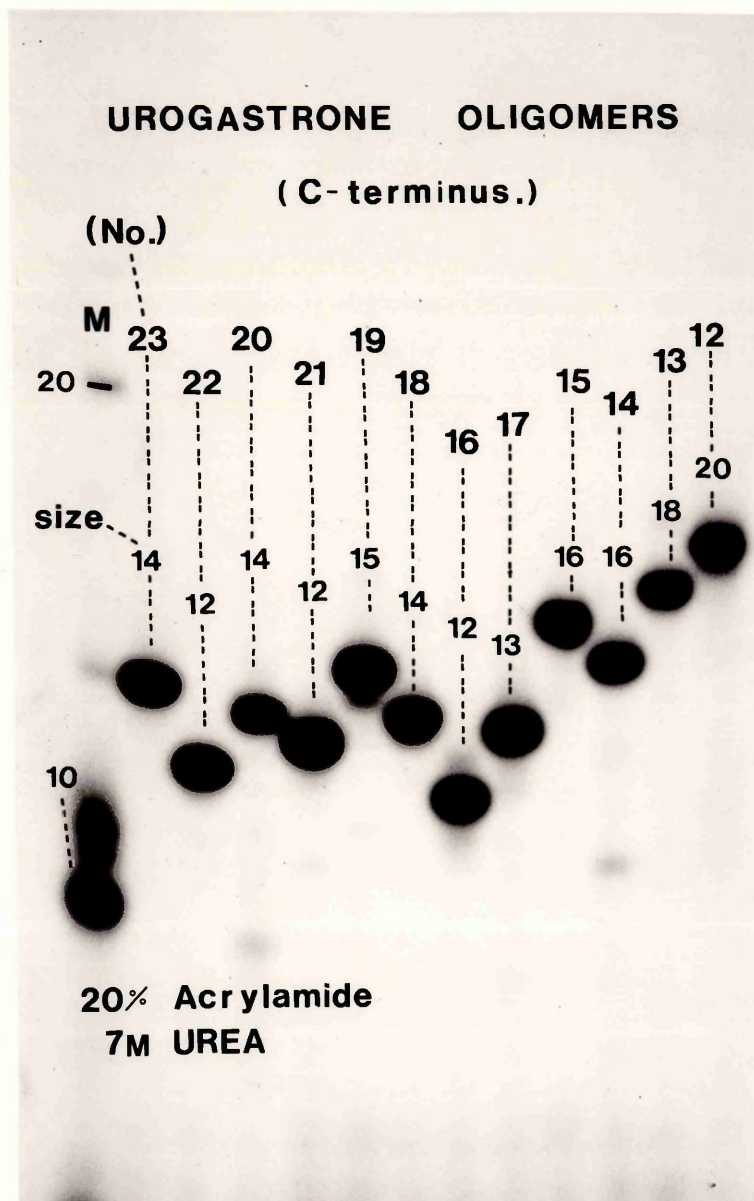 UROGASTRONE OLIGOMERS
(C-terminus.)
(No.)
M 23 22 20 21 19 18 16 17 15 14 13 12
20
size
14 12 14 12 15 14 12 13 16 16 18 20
10
20% Acrylamide
7M UREA